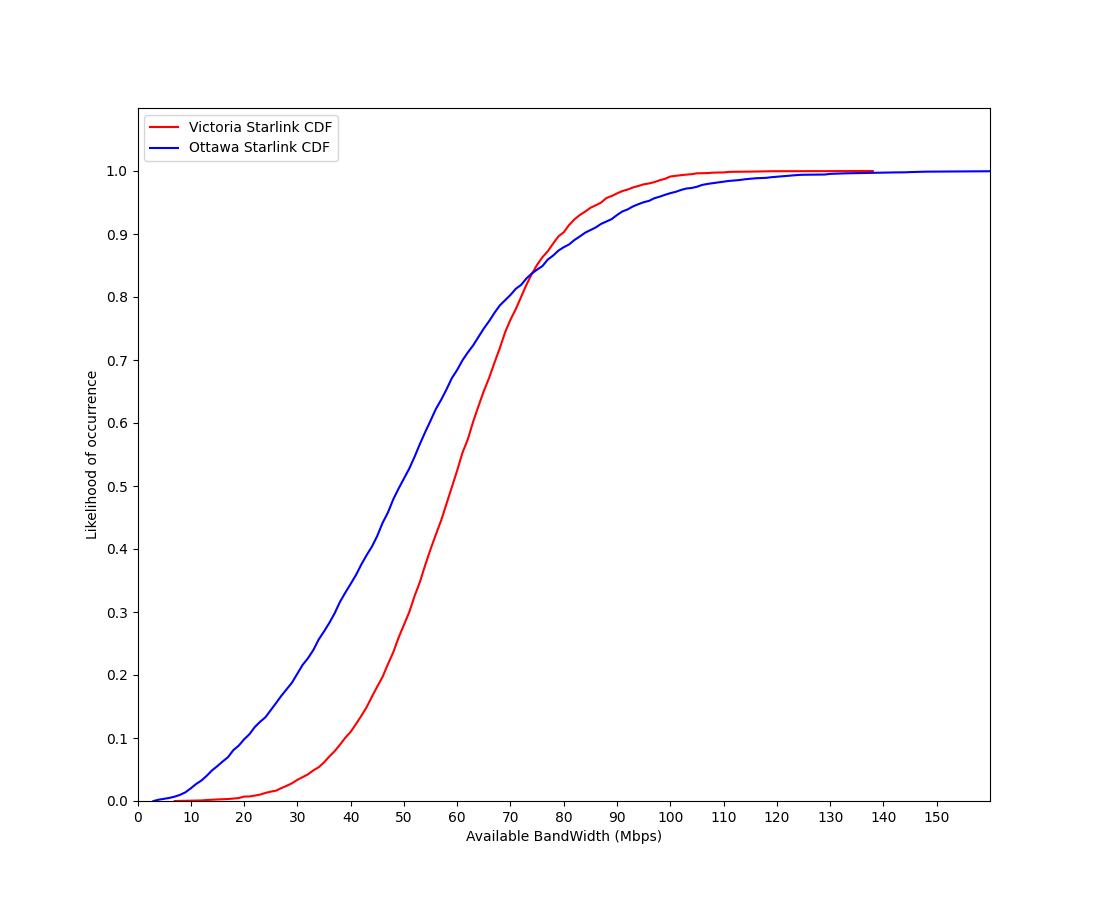 Victoria Starlink CDF
Ottawa Starlink CDF
1.0
0.9
0.8
0.7
0.6
0.5
0.4
0.3
0.2
0.1
0.0
Likelihood of occurrence
0 10 20 30 40 50 60 70 80 90 100 110 120 130 140 150
Available BandWidth (Mbps)